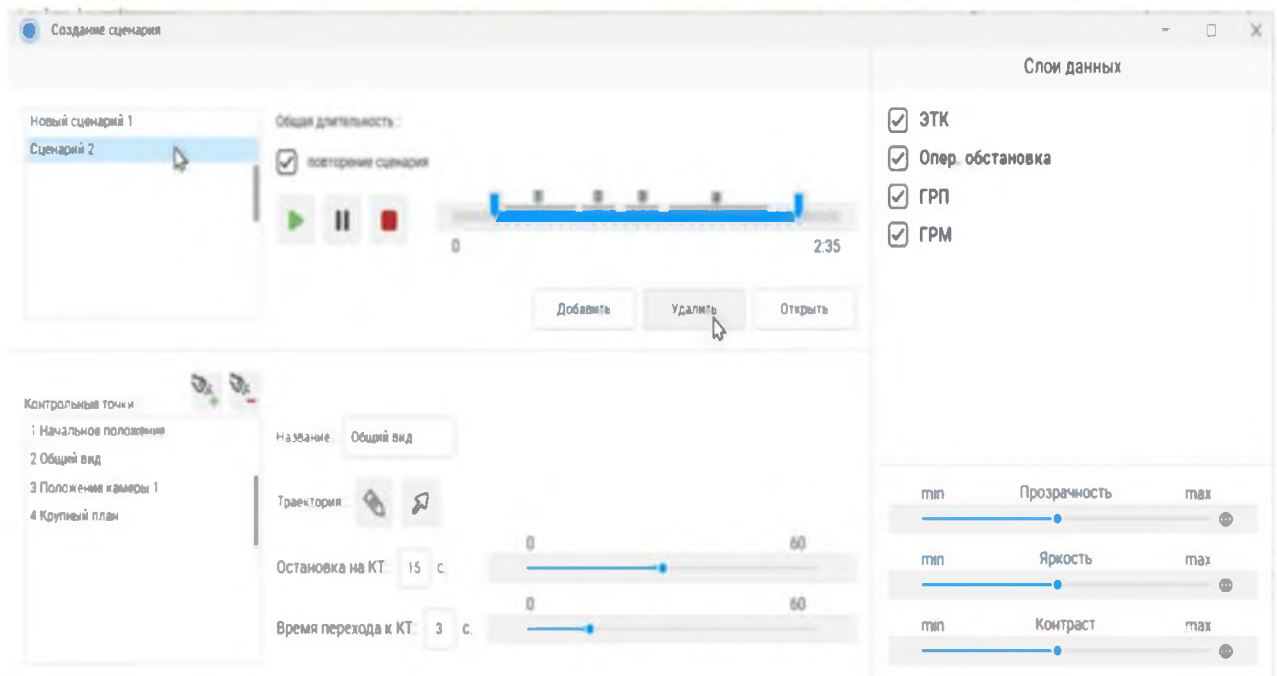 Создание сценария
Слои данных
Новый сценарий 1
Сценарий 2
Общая длительность :
повторение сценария
0
2:35
Добавить
Удалить
Открыть
ЭТК
Опер. обстановка
ГРП
ГРМ
Контрольные точки
1 Начальное положение
2 Общий вид
3 Положение камеры 1
4 Крупный план
Название: Общий вид
Траектория:
Остановка на КТ: 15 с.
0 60
Время перехода к КТ: 3 с.
0 60
min Прозрачность max
min Яркость max
min Контраст max